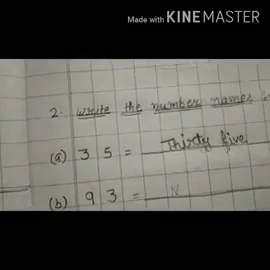 Made with KINEMASTER
2. write the number names :-
(a) 3 5 = Thirty five
(b) 9 3 = N